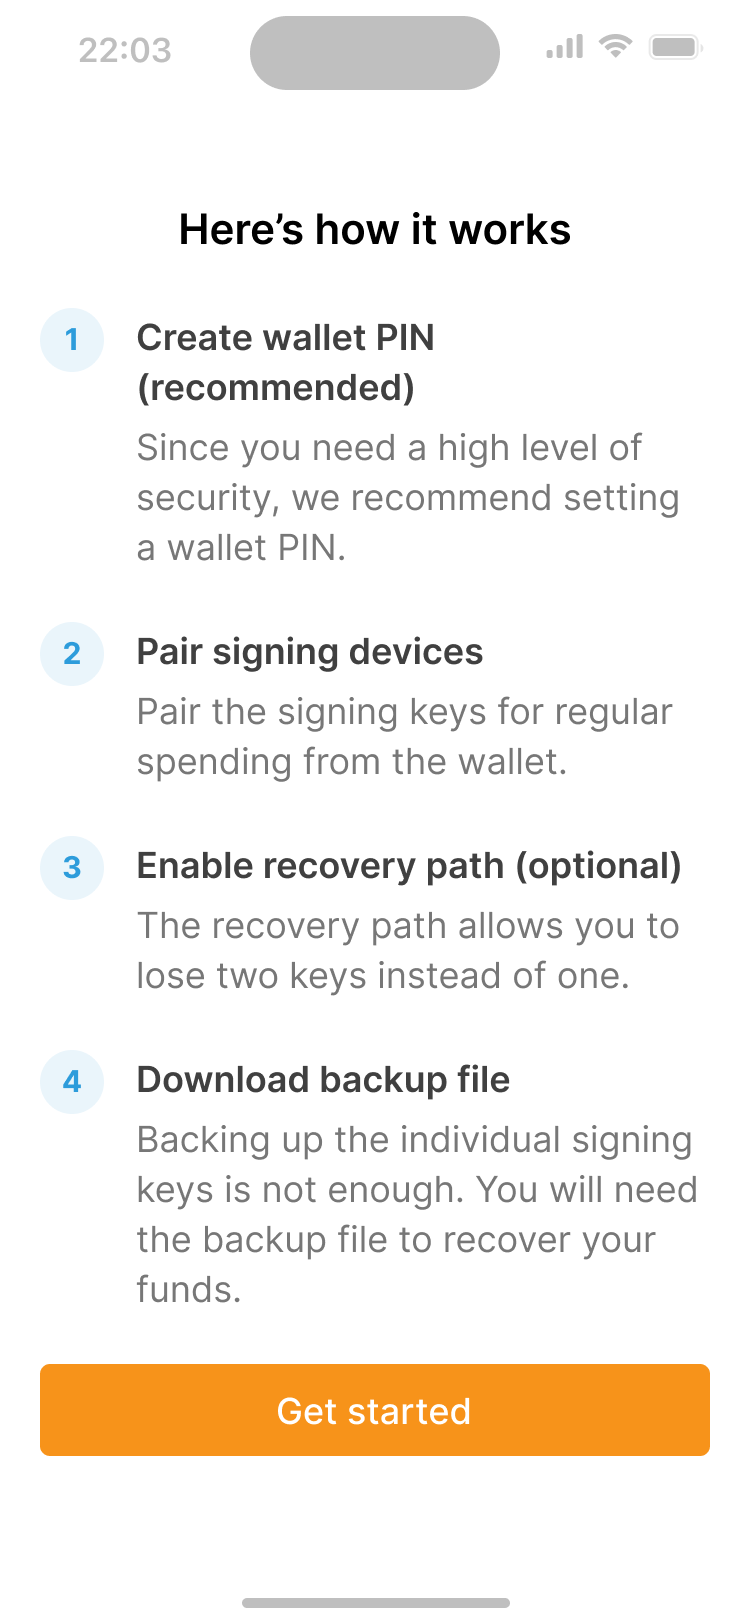 22:03
Here’s how it works
1
Create wallet PIN
(recommended)
Since you need a high level of
security, we recommend setting
a wallet PIN.
2
Pair signing devices
Pair the signing keys for regular
spending from the wallet.
3
Enable recovery path (optional)
The recovery path allows you to
lose two keys instead of one.
4
Download backup file
Backing up the individual signing
keys is not enough. You will need
the backup file to recover your
funds.
Get started